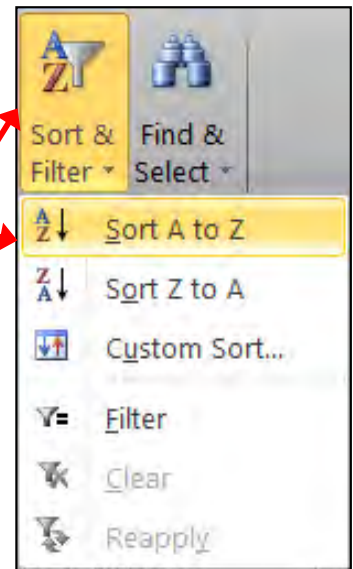 Sort & Find &
Filter Select
Sort A to Z
Sort Z to A
Custom Sort...
Filter
Clear
Reapply